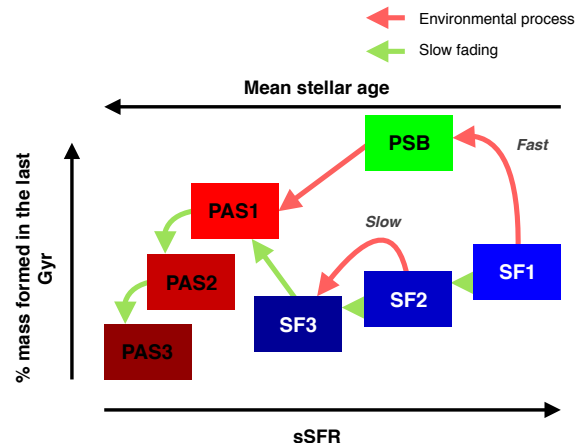 Environmental process
Slow fading
Mean stellar age
PSB
Fast
PAS1
Slow
PAS2
SF1
SF2
SF3
PAS3
% mass formed in the last
Gyr
sSFR